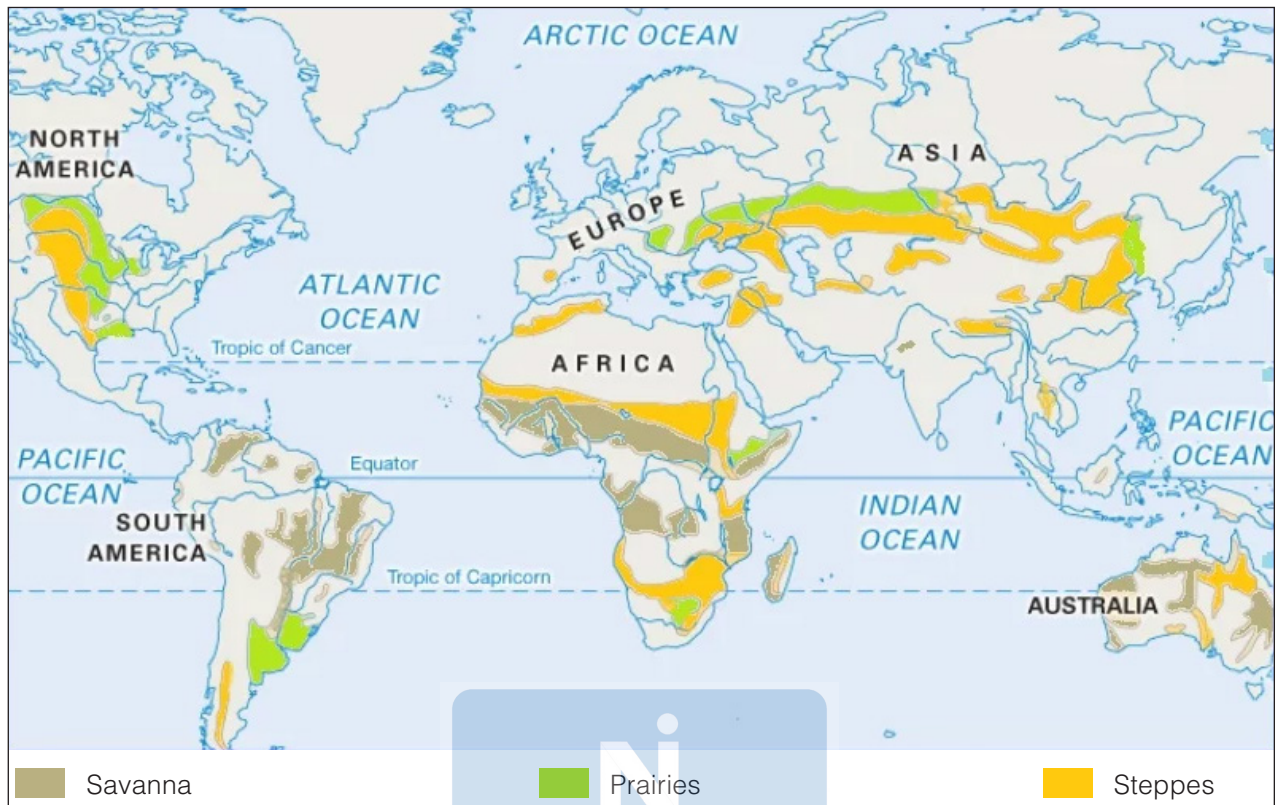 ARCTIC OCEAN
NORTH
AMERICA
ASIA
EUROPE
ATLANTIC
OCEAN
Tropic of Cancer
AFRICA
PACIFIC
OCEAN
PACIFIC
OCEAN
Equator
SOUTH
AMERICA
INDIAN
OCEAN
Tropic of Capricorn
AUSTRALIA
Ni
Savanna
Prairies
Steppes